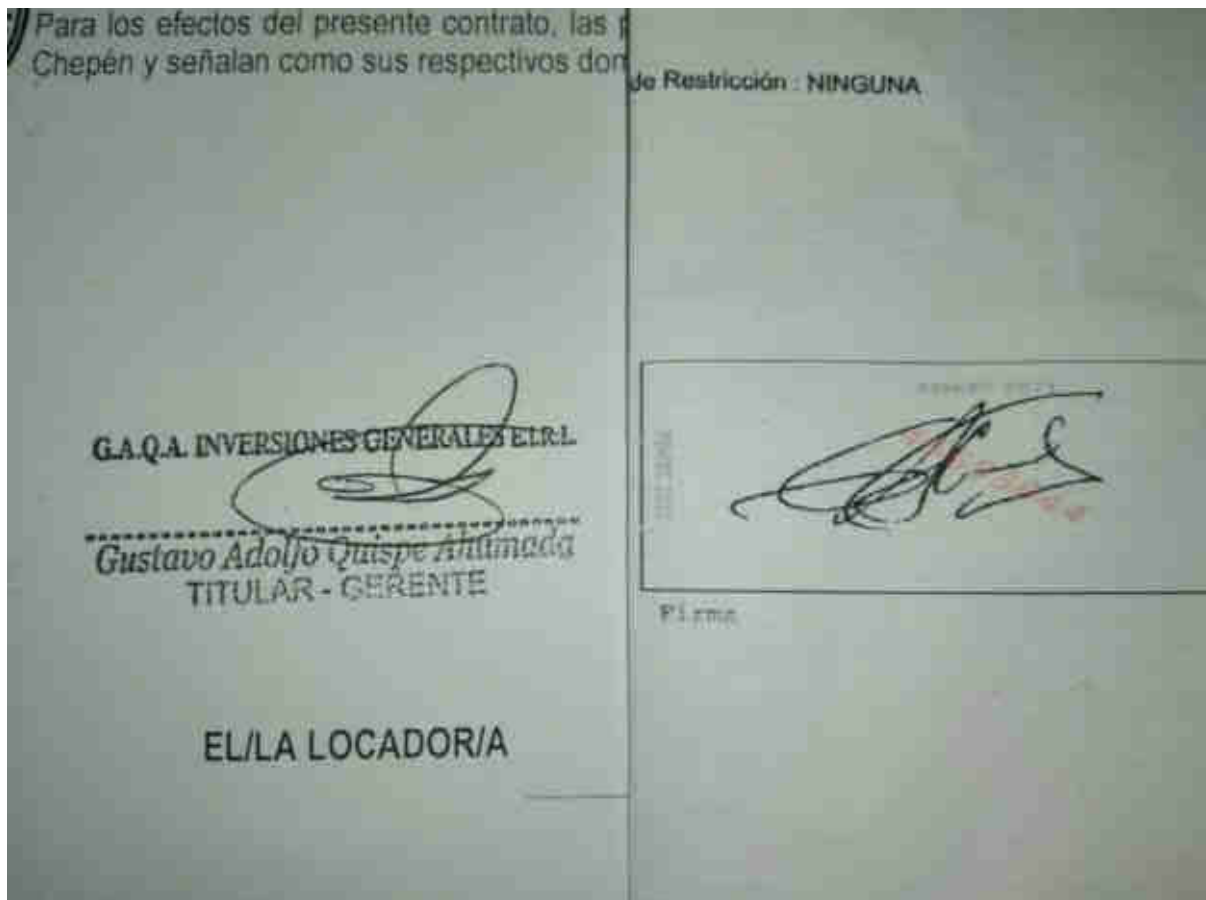 Para los efectos del presente contrato, las
Chepén y señalan como sus respectivos dom
G.A.Q.A. INVERSIONES GENERALES E.I.R.L.
Gustavo Adolfo Quispe Ahumada
TITULAR - GERENTE
EL/LA LOCADOR/A
de Restricción : NINGUNA
Firma